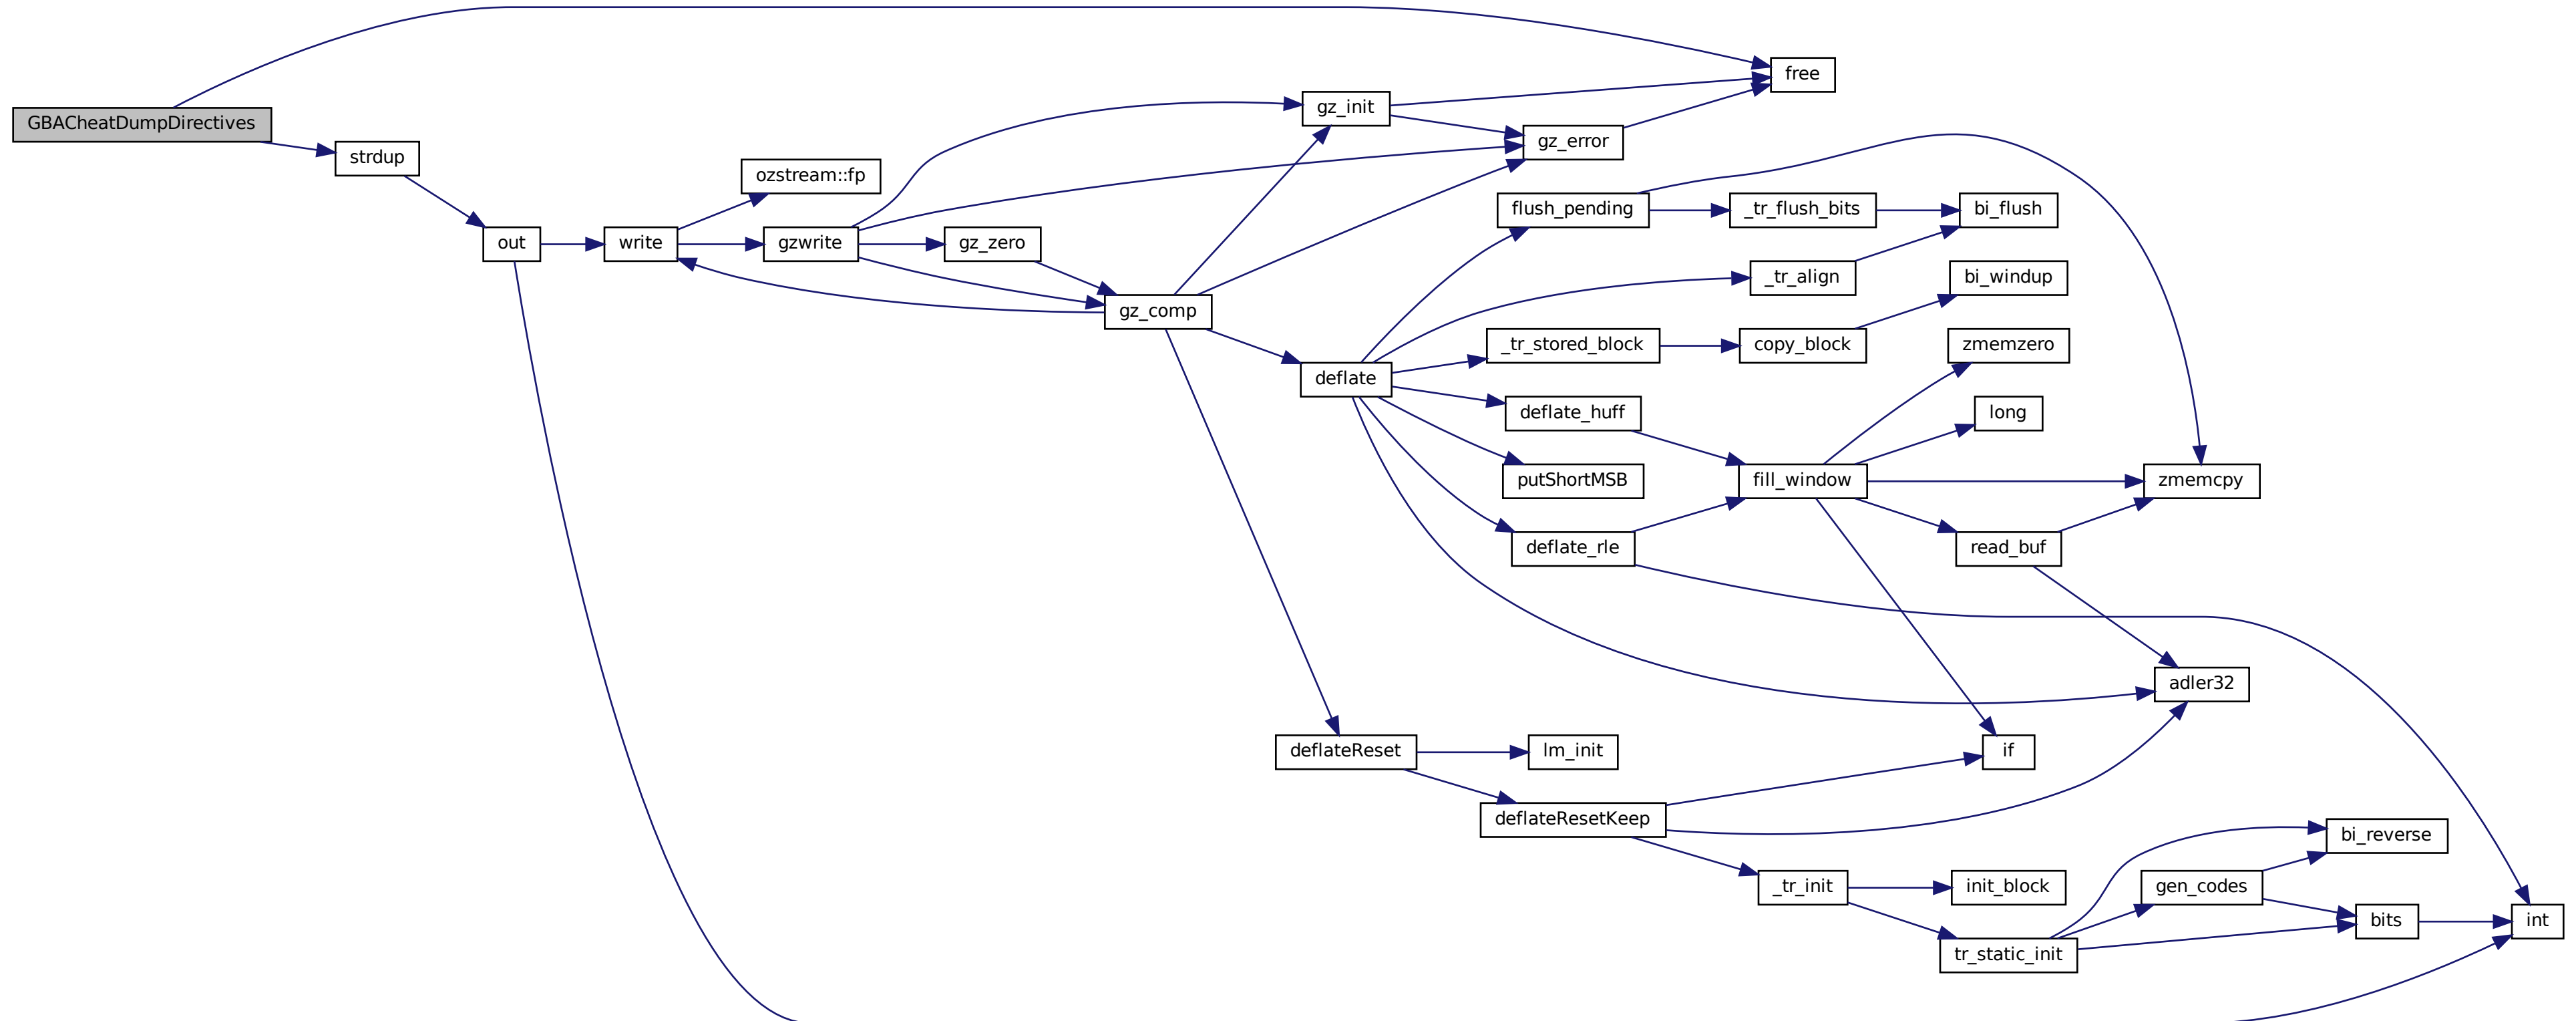 GBACheatDumpDirectives
strdup
out
write
ozstream::fp
gzwrite
gz_zero
gz_comp
gz_init
gz_error
free
deflate
flush_pending
_tr_flush_bits
bi_flush
_tr_align
bi_windup
_tr_stored_block
copy_block
zmemzero
deflate_huff
long
putShortMSB
fill_window
zmemcpy
deflate_rle
read_buf
adler32
deflateReset
lm_init
if
deflateResetKeep
bi_reverse
_tr_init
init_block
gen_codes
bits
int
tr_static_init